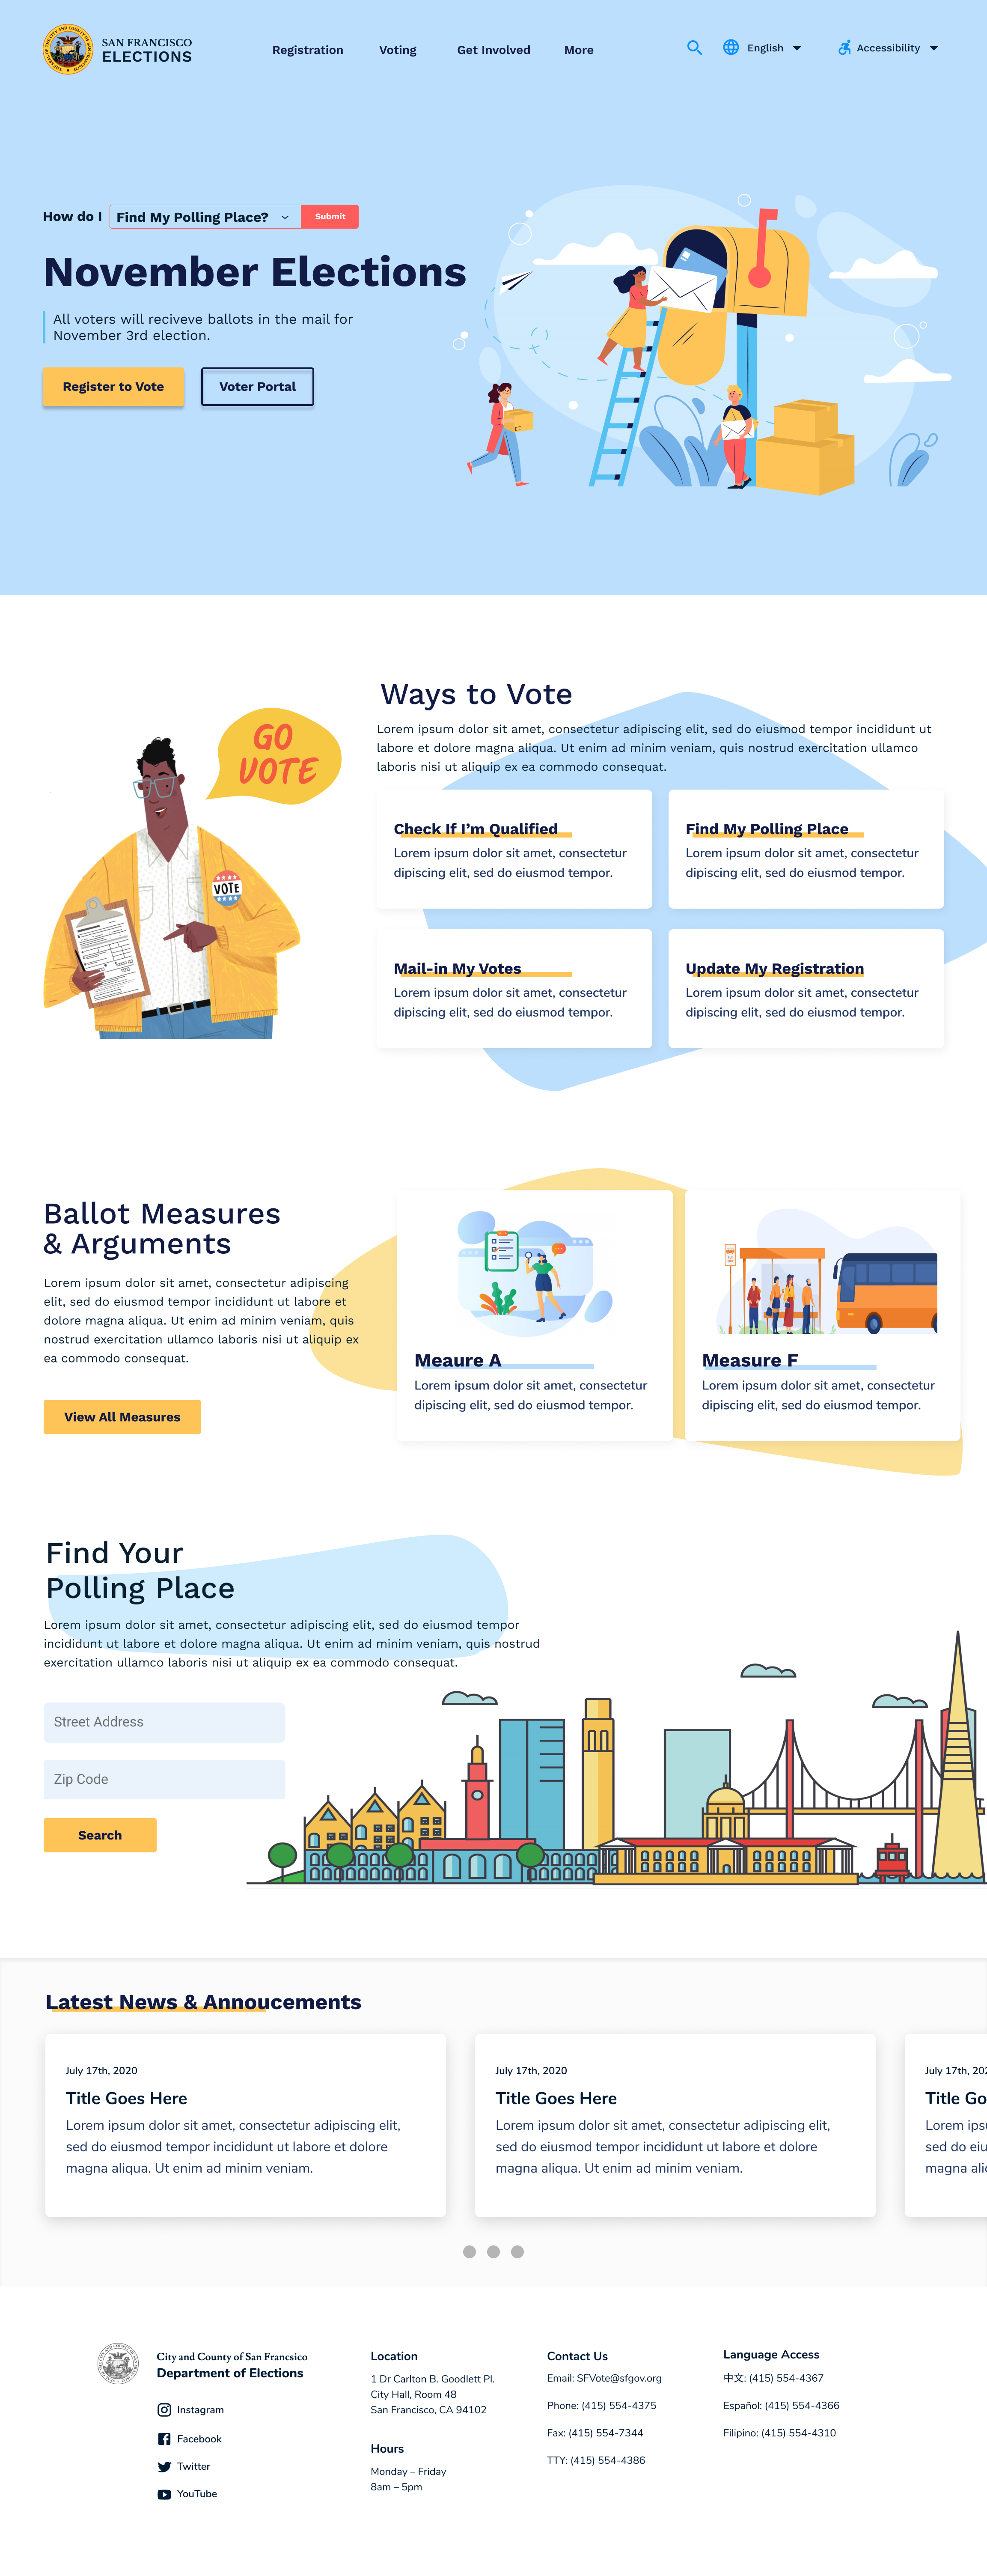 SAN FRANCISCO
ELECTIONS
Registration
Voting
Get Involved
More
English
Accessibility
How do I
Find My Polling Place?
Submit
November Elections
All voters will reciveve ballots in the mail for
November 3rd election.
Register to Vote
Voter Portal
GO
VOTE
VOTE
Ways to Vote
Lorem ipsum dolor sit amet, consectetur adipiscing elit, sed do eiusmod tempor incididunt ut
labore et dolore magna aliqua. Ut enim ad minim veniam, quis nostrud exercitation ullamco
laboris nisi ut aliquip ex ea commodo consequat.
Check If I’m Qualified
Lorem ipsum dolor sit amet, consectetur
dipiscing elit, sed do eiusmod tempor.
Find My Polling Place
Lorem ipsum dolor sit amet, consectetur
dipiscing elit, sed do eiusmod tempor.
Mail-in My Votes
Lorem ipsum dolor sit amet, consectetur
dipiscing elit, sed do eiusmod tempor.
Update My Registration
Lorem ipsum dolor sit amet, consectetur
dipiscing elit, sed do eiusmod tempor.
Ballot Measures
& Arguments
Lorem ipsum dolor sit amet, consectetur adipiscing
elit, sed do eiusmod tempor incididunt ut labore et
dolore magna aliqua. Ut enim ad minim veniam, quis
nostrud exercitation ullamco laboris nisi ut aliquip ex
ea commodo consequat.
View All Measures
Meaure A
Lorem ipsum dolor sit amet, consectetur
dipiscing elit, sed do eiusmod tempor.
Measure F
Lorem ipsum dolor sit amet, consectetur
dipiscing elit, sed do eiusmod tempor.
Find Your
Polling Place
Lorem ipsum dolor sit amet, consectetur adipiscing elit, sed do eiusmod tempor
incididunt ut labore et dolore magna aliqua. Ut enim ad minim veniam, quis nostrud
exercitation ullamco laboris nisi ut aliquip ex ea commodo consequat.
Street Address
Zip Code
Search
Latest News & Annoucements
July 17th, 2020
Title Goes Here
Lorem ipsum dolor sit amet, consectetur adipiscing elit,
sed do eiusmod tempor incididunt ut labore et dolore
magna aliqua. Ut enim ad minim veniam.
July 17th, 2020
Title Goes Here
Lorem ipsum dolor sit amet, consectetur adipiscing elit,
sed do eiusmod tempor incididunt ut labore et dolore
magna aliqua. Ut enim ad minim veniam.
July 17th, 202
Title Go
Lorem ips
sed do eiu
magna alic
City and County of San Francsico
Department of Elections
Instagram
Facebook
Twitter
YouTube
Location
1 Dr Carlton B. Goodlett Pl.
City Hall, Room 48
San Francisco, CA 94102
Hours
Monday – Friday
8am – 5pm
Contact Us
Email: SFVote@sfgov.org
Phone: (415) 554-4375
Fax: (415) 554-7344
TTY: (415) 554-4386
Language Access
中文: (415) 554-4367
Español: (415) 554-4366
Filipino: (415) 554-4310